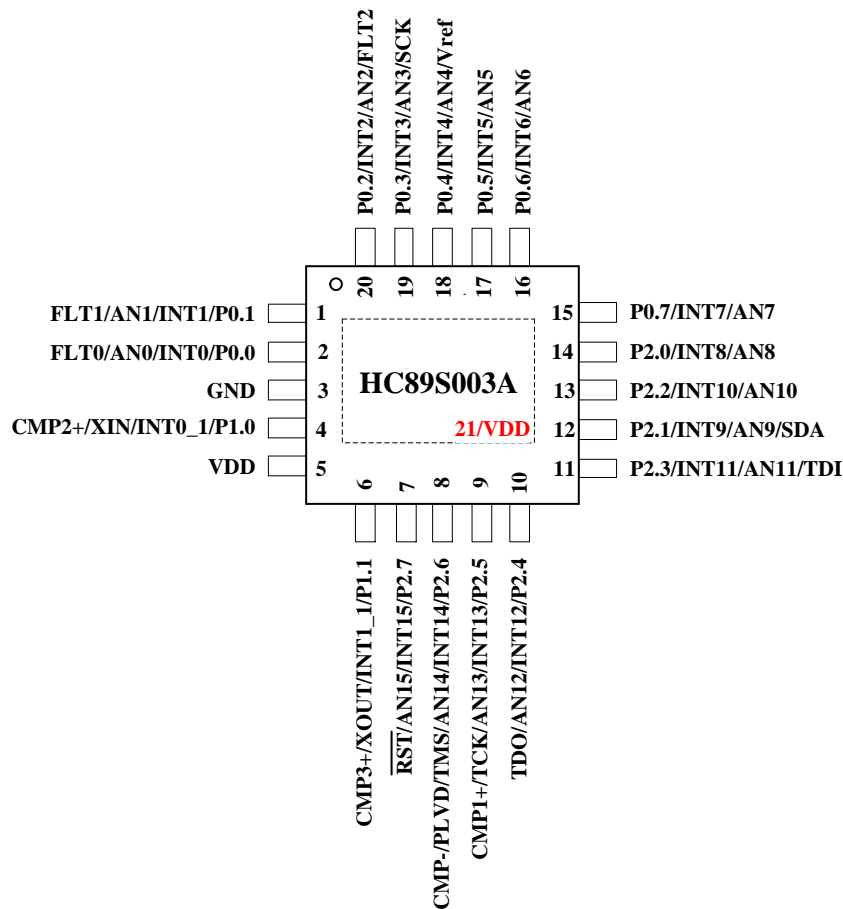 P0.2/INT2/AN2/FLT2
P0.3/INT3/AN3/SCK
P0.4/INT4/AN4/Vref
P0.5/INT5/AN5
P0.6/INT6/AN6
20
19
18
17
16
FLT1/AN1/INT1/P0.1
1
FLT0/AN0/INT0/P0.0
2
GND
3
CMP2+/XIN/INT0_1/P1.0
4
VDD
5
HC89S003A
21/VDD
15
P0.7/INT7/AN7
14
P2.0/INT8/AN8
13
P2.2/INT10/AN10
12
P2.1/INT9/AN9/SDA
11
P2.3/INT11/AN11/TDI
6
7
8
9
10
CMP3+/XOUT/INT1_1/P1.1
RST/AN15/INT15/P2.7
CMP-/PLVD/TMS/AN14/INT14/P2.6
CMP1+/TCK/AN13/INT13/P2.5
TDO/AN12/INT12/P2.4